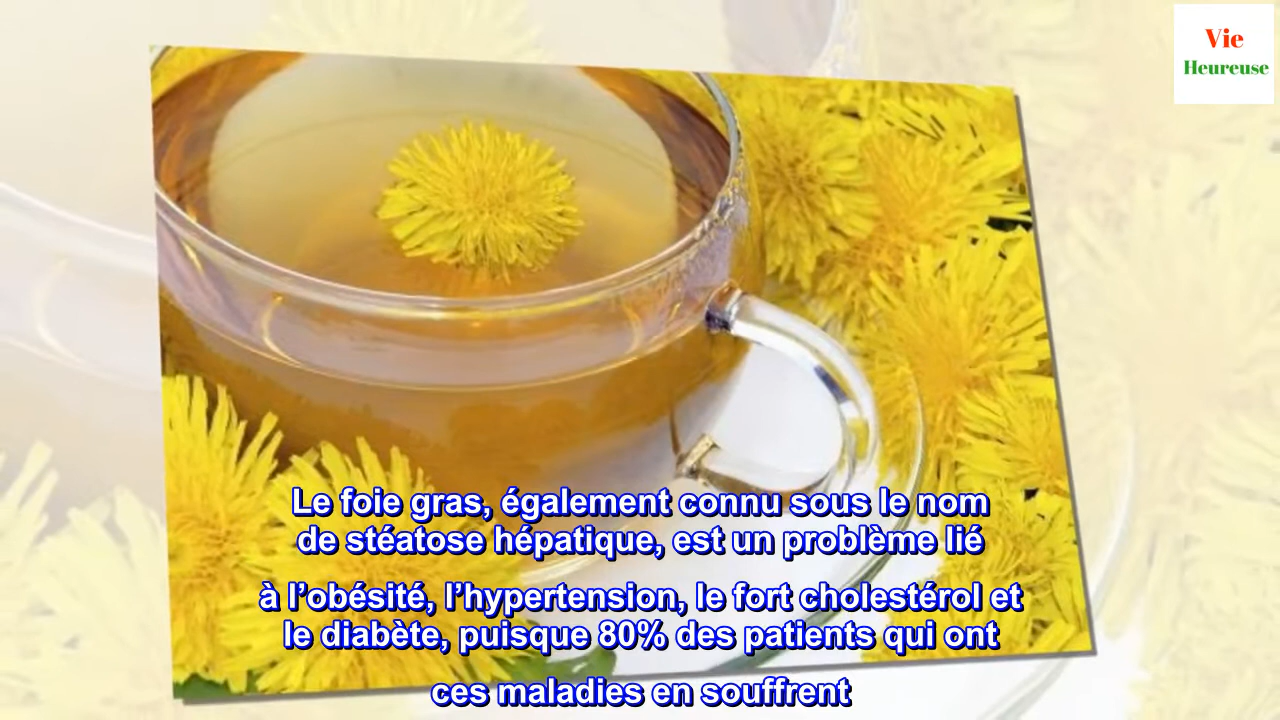 Vie
Heureuse
Le foie gras, également connu sous le nom
de stéatose hépatique, est un problème lié
à l’obésité, l’hypertension, le fort cholestérol et
le diabète, puisque 80% des patients qui ont
ces maladies en souffrent